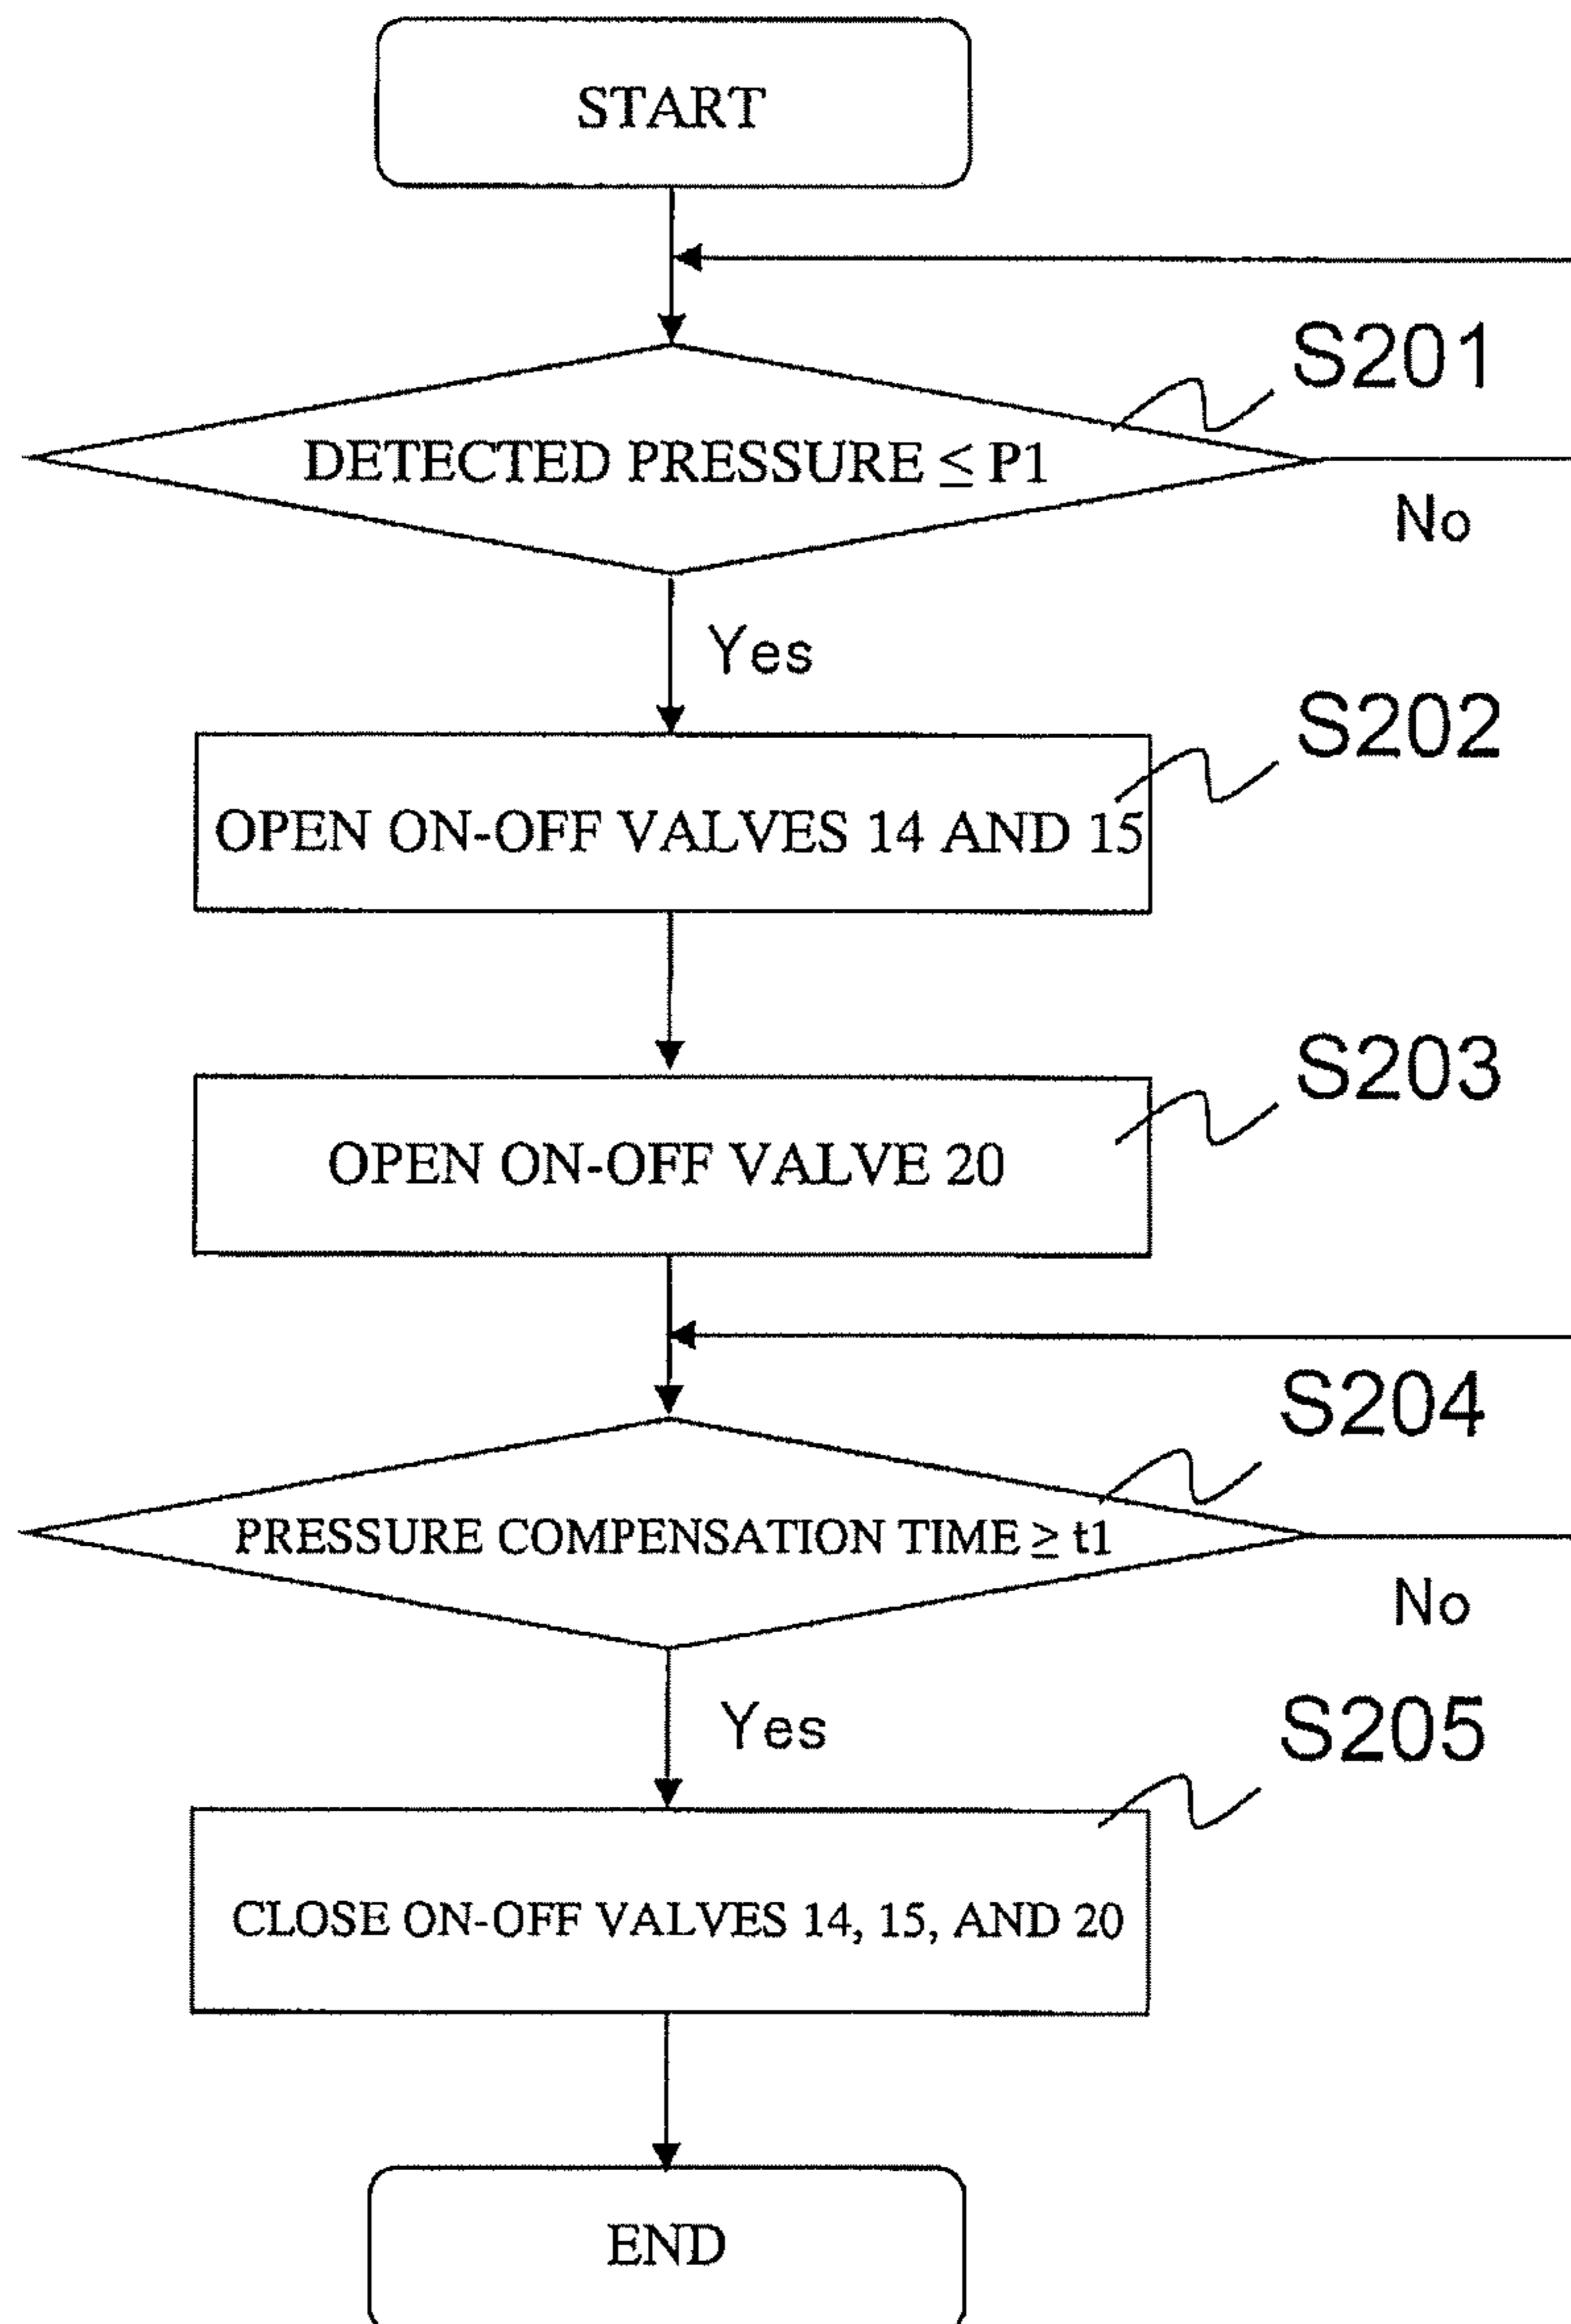 START
S201
DETECTED PRESSURE ≤ P1
No
Yes
S202
OPEN ON-OFF VALVES 14 AND 15
S203
OPEN ON-OFF VALVE 20
S204
PRESSURE COMPENSATION TIME ≥ t1
No
Yes
S205
CLOSE ON-OFF VALVES 14, 15, AND 20
END